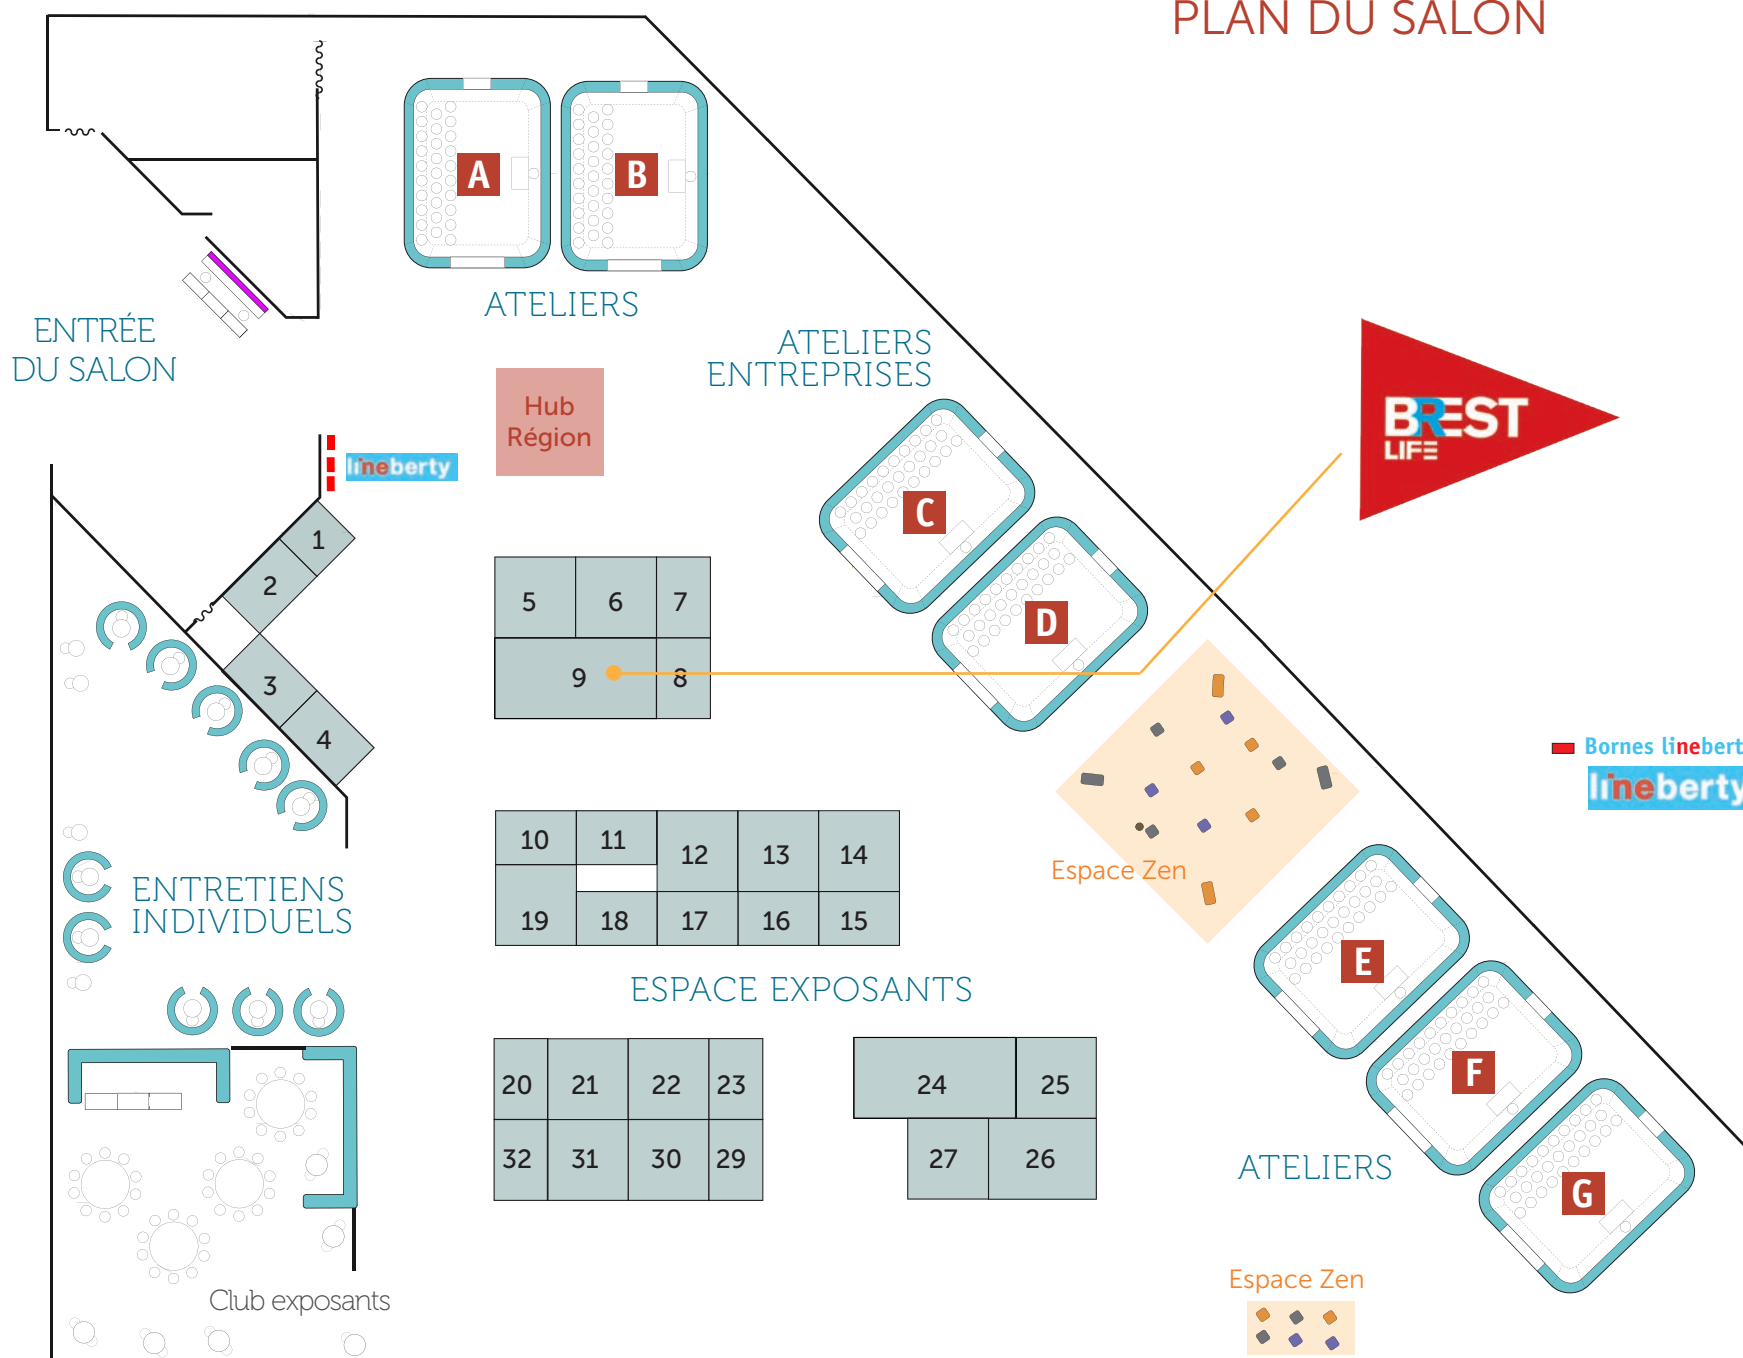 PLAN DU SALON
A
B
ATELIERS
ENTRÉE
DU SALON
ATELIERS
ENTREPRISES
Hub
Région
BREST
LIFE
lineberty
C
D
1
2
3
4
5
6
7
9
8
Bornes linebert
lineberty
10
11
12
13
14
19
18
17
16
15
Espace Zen
ENTRETIENS
INDIVIDUELS
E
ESPACE EXPOSANTS
F
20
21
22
23
24
25
32
31
30
29
27
26
ATELIERS
G
Espace Zen
Club exposants